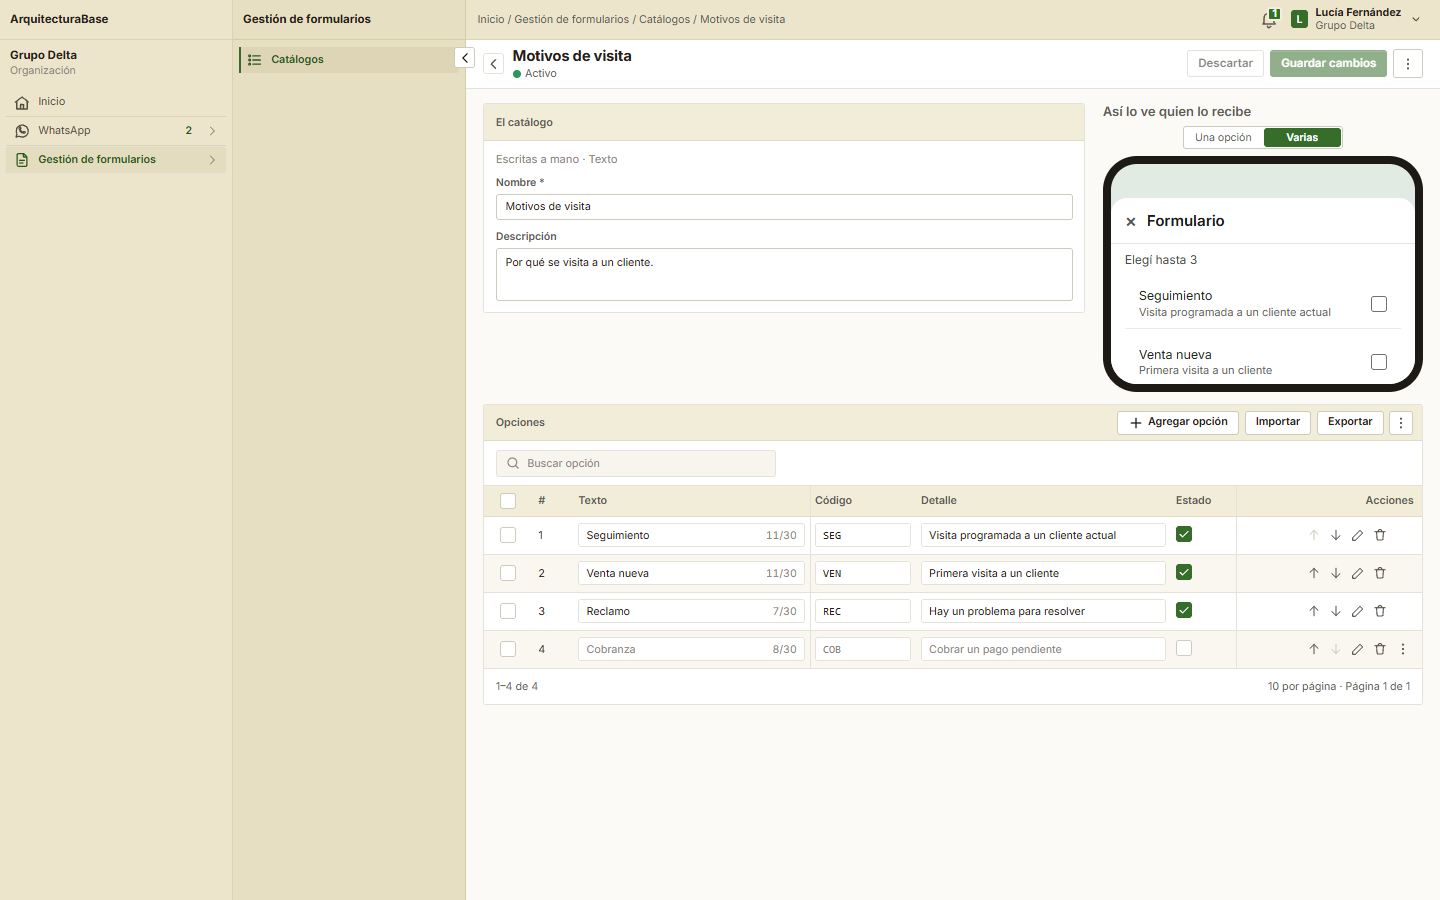 ArquitecturaBase
Gestión de formularios
Inicio / Gestión de formularios / Catálogos / Motivos de visita
1
L
Lucía Fernández
Grupo Delta
Grupo Delta
Organización
Inicio
WhatsApp 2
Gestión de formularios
Catálogos
Motivos de visita
Activo
Descartar
Guardar cambios
El catálogo
Escritas a mano · Texto
Nombre *
Motivos de visita
Descripción
Por qué se visita a un cliente.
Así lo ve quien lo recibe
Una opción
Varias
Formulario
Elegí hasta 3
Seguimiento
Visita programada a un cliente actual
Venta nueva
Primera visita a un cliente
Opciones
Agregar opción
Importar
Exportar
Buscar opción
# Texto Código Detalle Estado Acciones
1 Seguimiento 11/30 SEG Visita programada a un cliente actual
2 Venta nueva 11/30 VEN Primera visita a un cliente
3 Reclamo 7/30 REC Hay un problema para resolver
4 Cobranza 8/30 COB Cobrar un pago pendiente
1–4 de 4
10 por página · Página 1 de 1